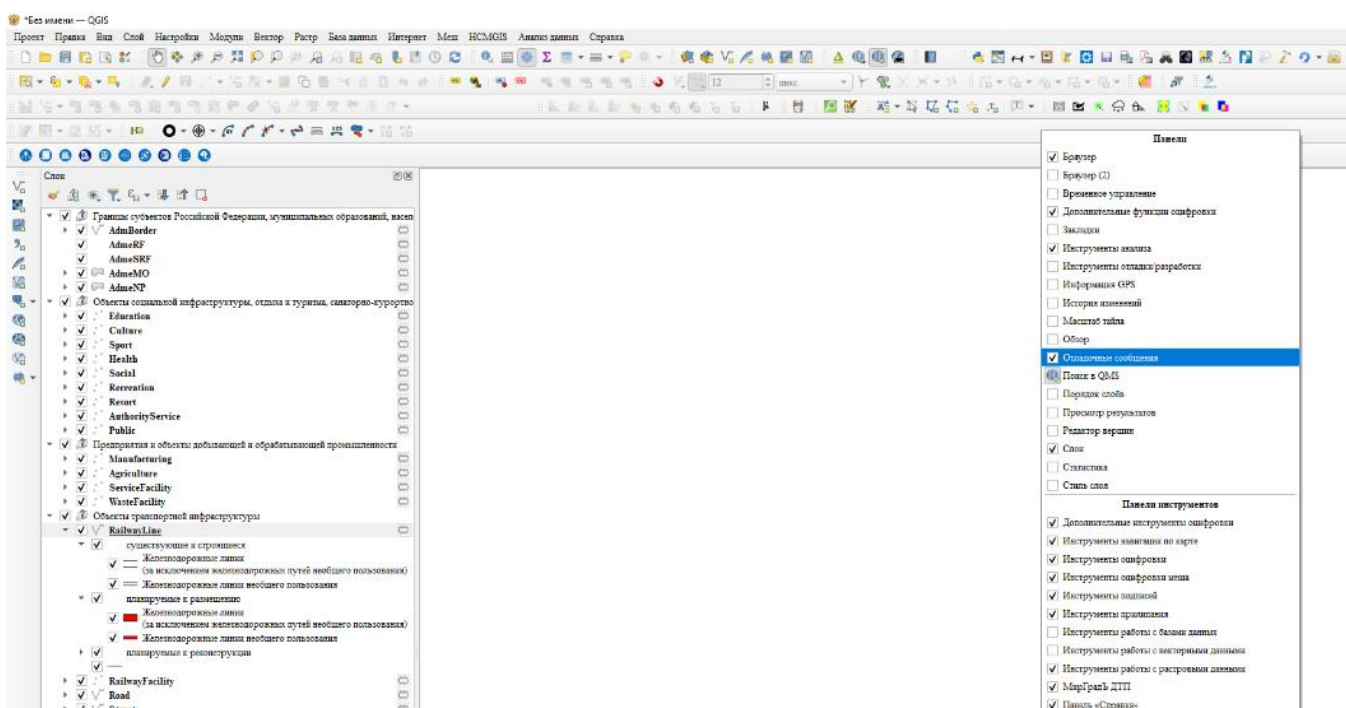 *Без имени — QGIS
Проект Правка Вид Слой Настройки Модули Вектор Растр База данных Интернет Меш HCMGIS Анализ данных Справка
12
пикс
Слои
Границы субъектов Российской Федерации, муниципальных образований, насел
AdmBorder
AdmeRF
AdmeSRF
AdmeMO
AdmeNP
Объекты социальной инфраструктуры, отдыха и туризма, санаторно-курортно
Education
Culture
Sport
Health
Social
Recreation
Resort
AuthorityService
Public
Предприятия и объекты добывающей и обрабатывающей промышленности
Manufacturing
Agriculture
ServiceFacility
WasteFacility
Объекты транспортной инфраструктуры
RailwayLine
существующие и строящиеся
Железнодорожные линии
(за исключением железнодорожных путей необщего пользования)
Железнодорожные линии необщего пользования
планируемые к размещению
Железнодорожные линии
(за исключением железнодорожных путей необщего пользования)
Железнодорожные линии необщего пользования
планируемые к реконструкции
RailwayFacility
Road
Панели
Браузер
Браузер (2)
Временное управление
Дополнительные функции оцифровки
Закладки
Инструменты анализа
Инструменты отладки/разработки
Информация GPS
История изменений
Масштаб тайла
Обзор
Отладочные сообщения
Поиск в QMS
Порядок слоёв
Просмотр результатов
Редактор вершин
Слои
Статистика
Стиль слоя
Панели инструментов
Дополнительные инструменты оцифровки
Инструменты навигации по карте
Инструменты оцифровки
Инструменты оцифровки меша
Инструменты подписей
Инструменты прилипания
Инструменты работы с базами данных
Инструменты работы с векторными данными
Инструменты работы с растровыми данными
МирГрадЪ ДТП
Панель «Справка»